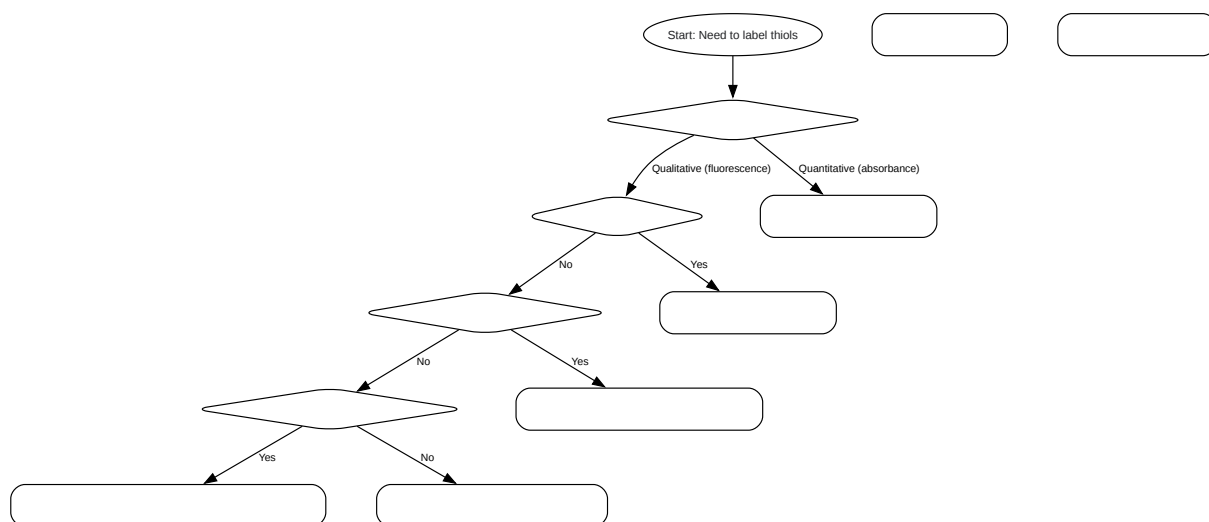 Start: Need to label thiols
Qualitative (fluorescence)
Quantitative (absorbance)
No
Yes
No
Yes
Yes
No